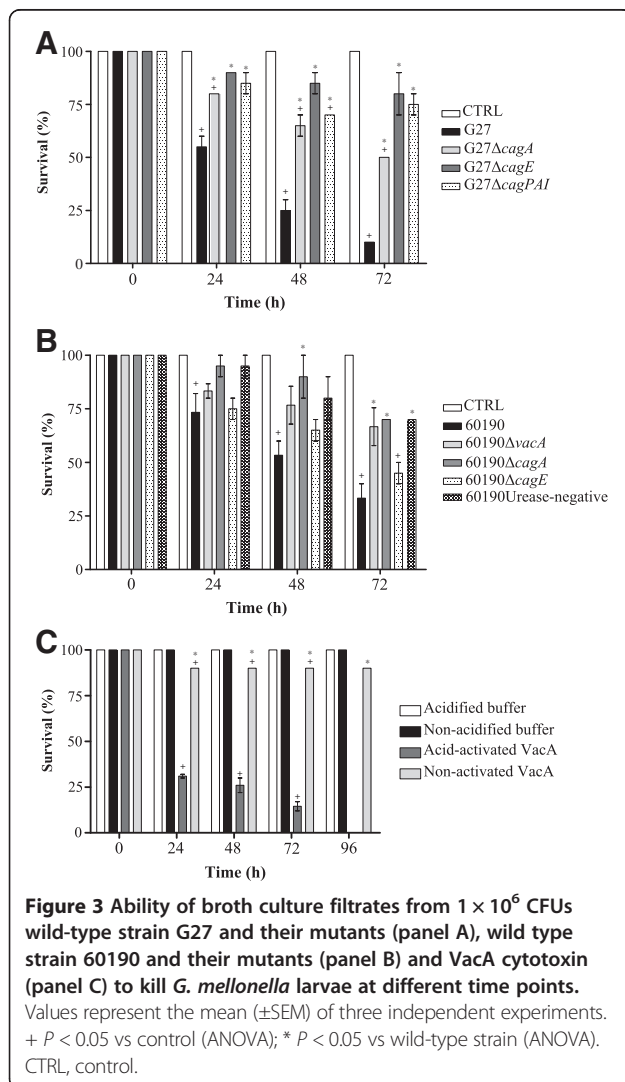 A
100
75
50
25
0
Survival (%)
+
*
+
*
*
+
*
+
*
*
+
+
*
+
*
*
0
24
48
72
Time (h)
CTRL
G27
G27ΔcagA
G27ΔcagE
G27ΔcagPAI
B
100
75
50
25
0
Survival (%)
+
+
*
+
*
*
+
*
0
24
48
72
Time (h)
CTRL
60190
60190ΔvacA
60190ΔcagA
60190ΔcagE
60190Urease-negative
C
100
75
50
25
0
Survival (%)
+
*
+
+
*
+
+
*
+
*
0
24
48
72
96
Time (h)
Acidified buffer
Non-acidified buffer
Acid-activated VacA
Non-activated VacA
Figure 3 Ability of broth culture filtrates from 1 × 10⁶ CFUs
wild-type strain G27 and their mutants (panel A), wild type
strain 60190 and their mutants (panel B) and VacA cytotoxin
(panel C) to kill G. mellonella larvae at different time points.
Values represent the mean (±SEM) of three independent experiments.
+ P < 0.05 vs control (ANOVA); * P < 0.05 vs wild-type strain (ANOVA).
CTRL, control.